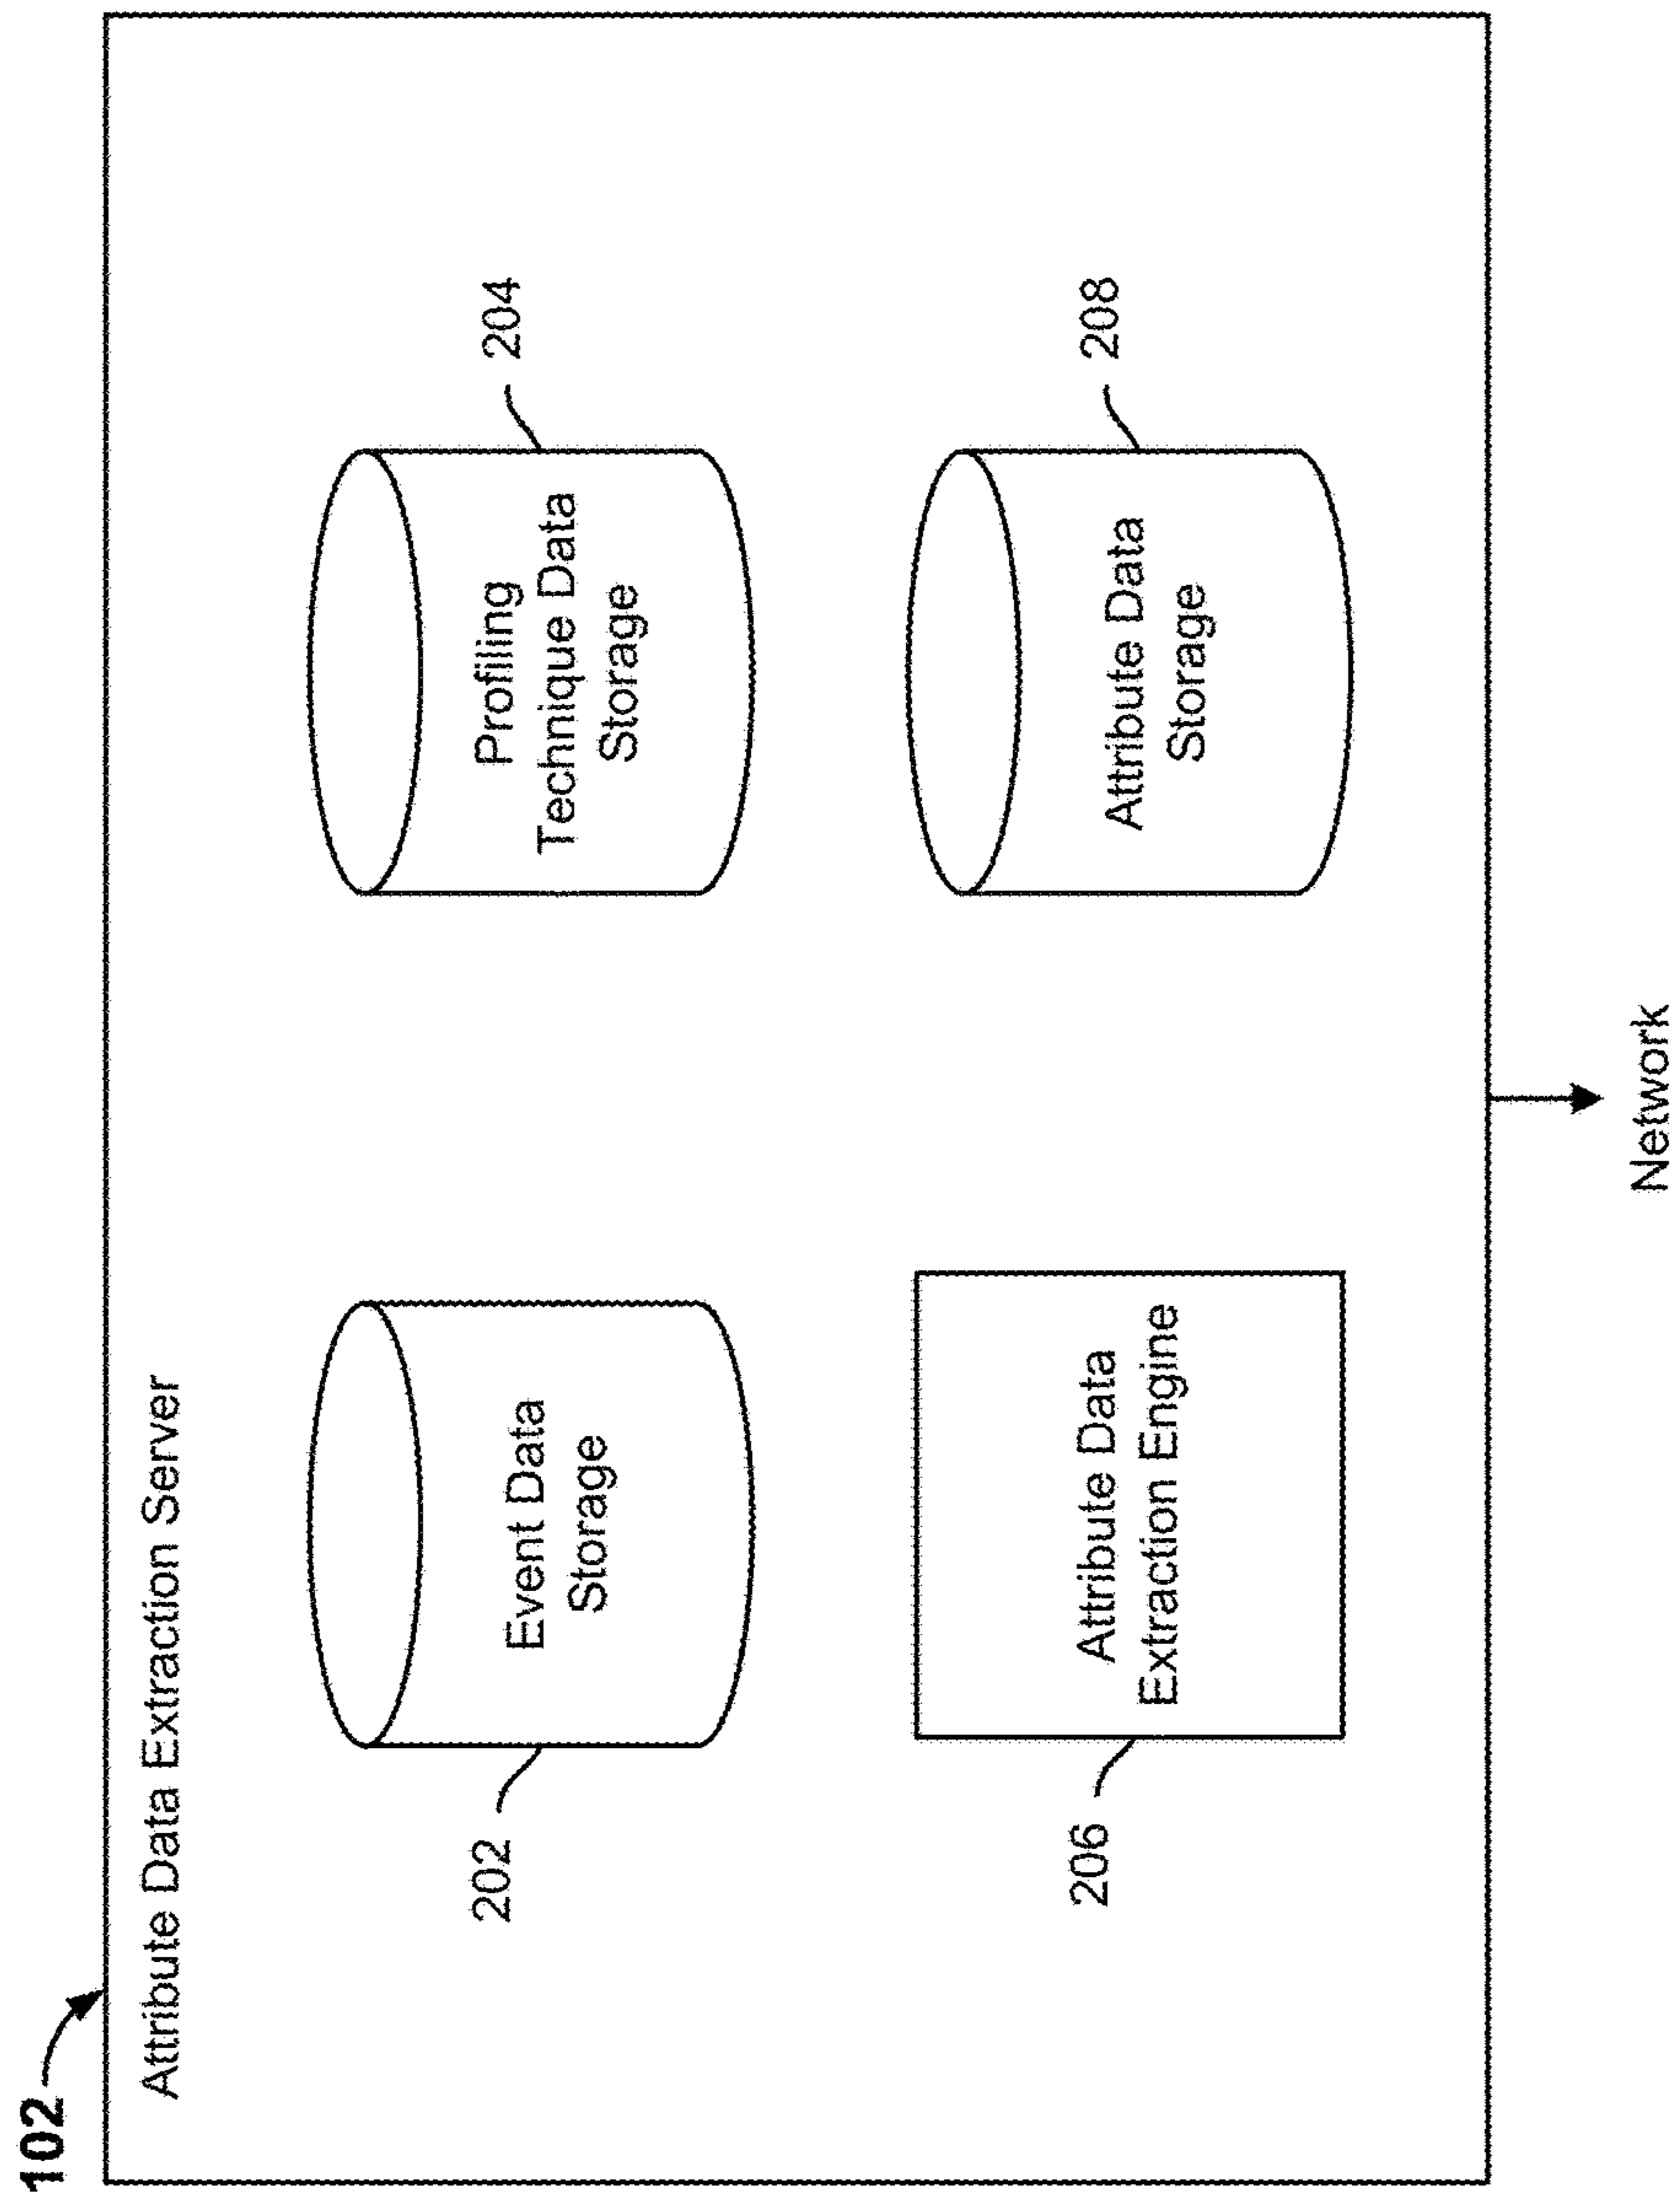 102
Attribute Data Extraction Server
202
Event Data
Storage
Profiling
Technique Data
Storage
204
206
Attribute Data
Extraction Engine
Attribute Data
Storage
208
Network